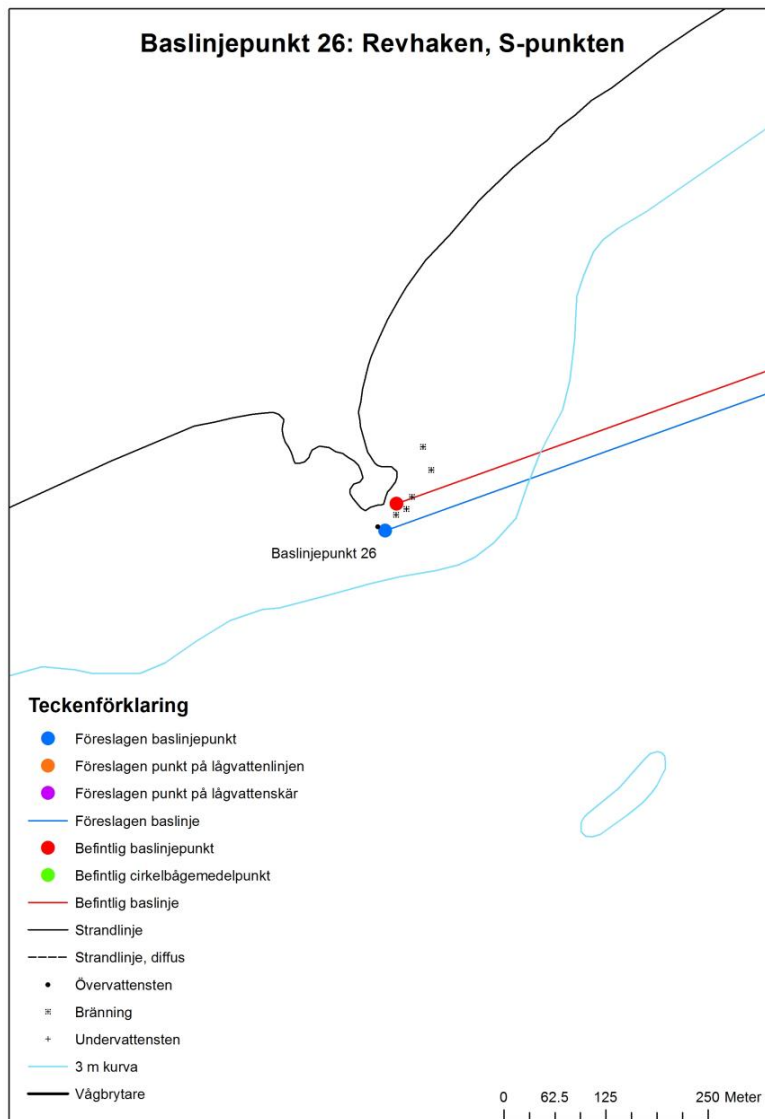 Baslinjepunkt 26: Revhaken, S-punkten
Baslinjepunkt 26
Teckenförklaring
Föreslagen baslinjepunkt
Föreslagen punkt på lågvattenlinjen
Föreslagen punkt på lågvattenskär
Föreslagen baslinje
Befintlig baslinjepunkt
Befintlig cirkelbågemedelpunkt
Befintlig baslinje
Strandlinje
Strandlinje, diffus
Övervattensten
Bränning
Undervattensten
3 m kurva
Vågbrytare
0 62.5 125 250 Meter